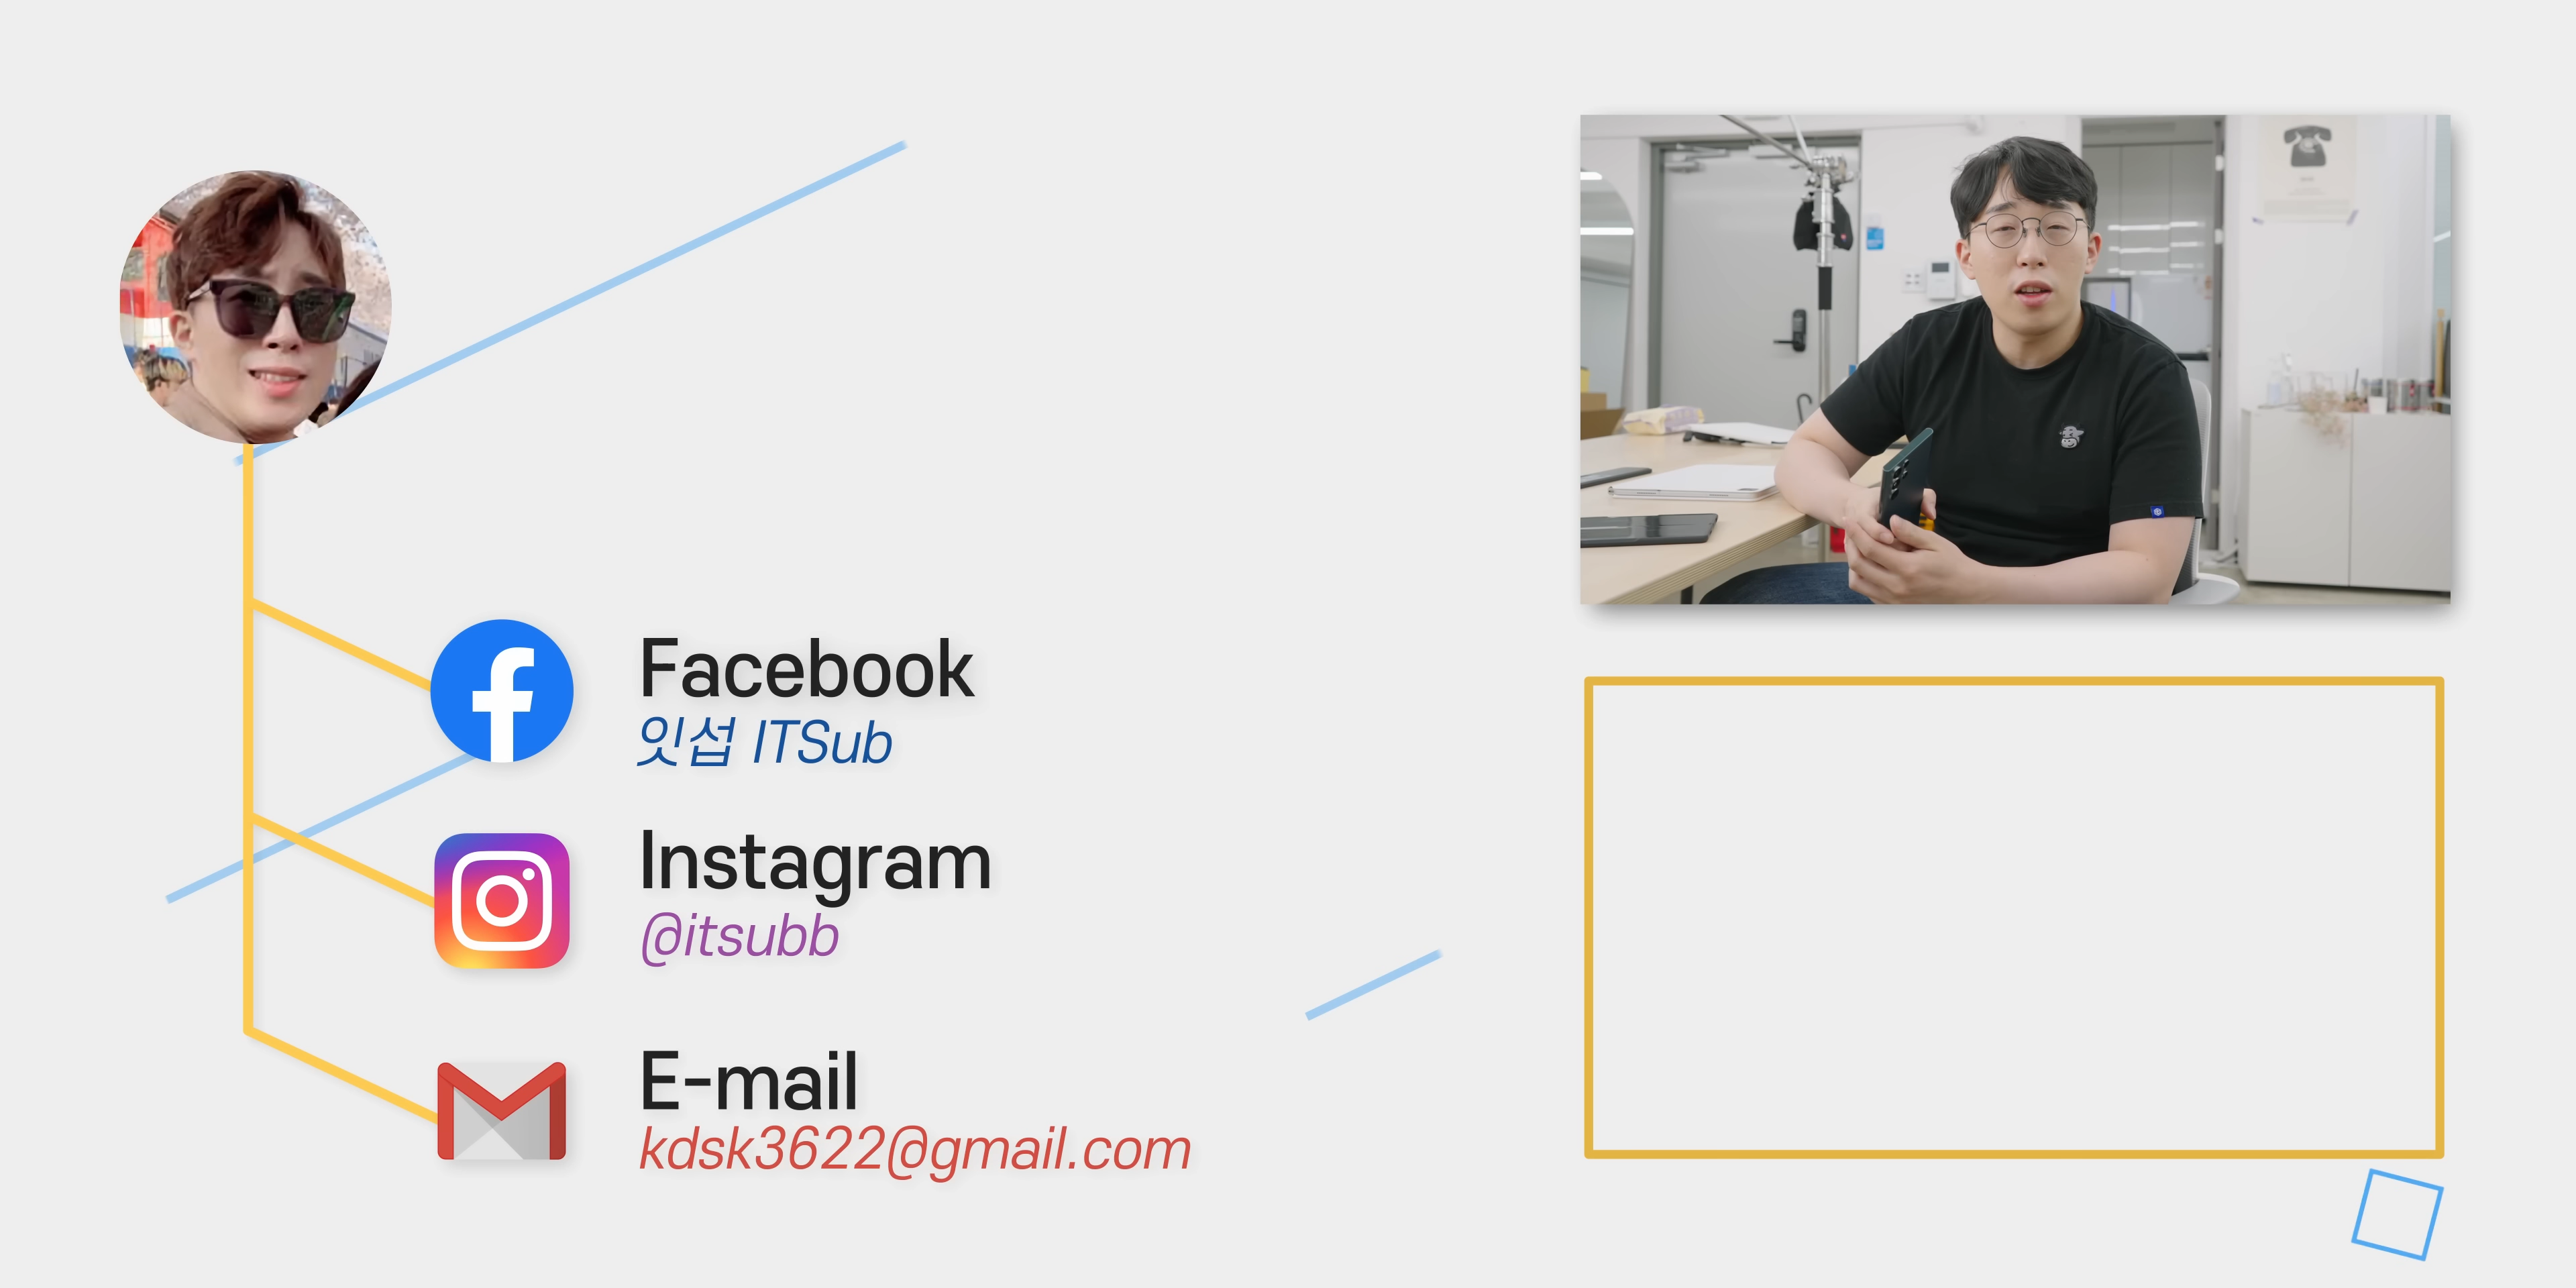 Facebook
잇섭 ITSub
Instagram
@itsubb
E-mail
kdsk3622@gmail.com